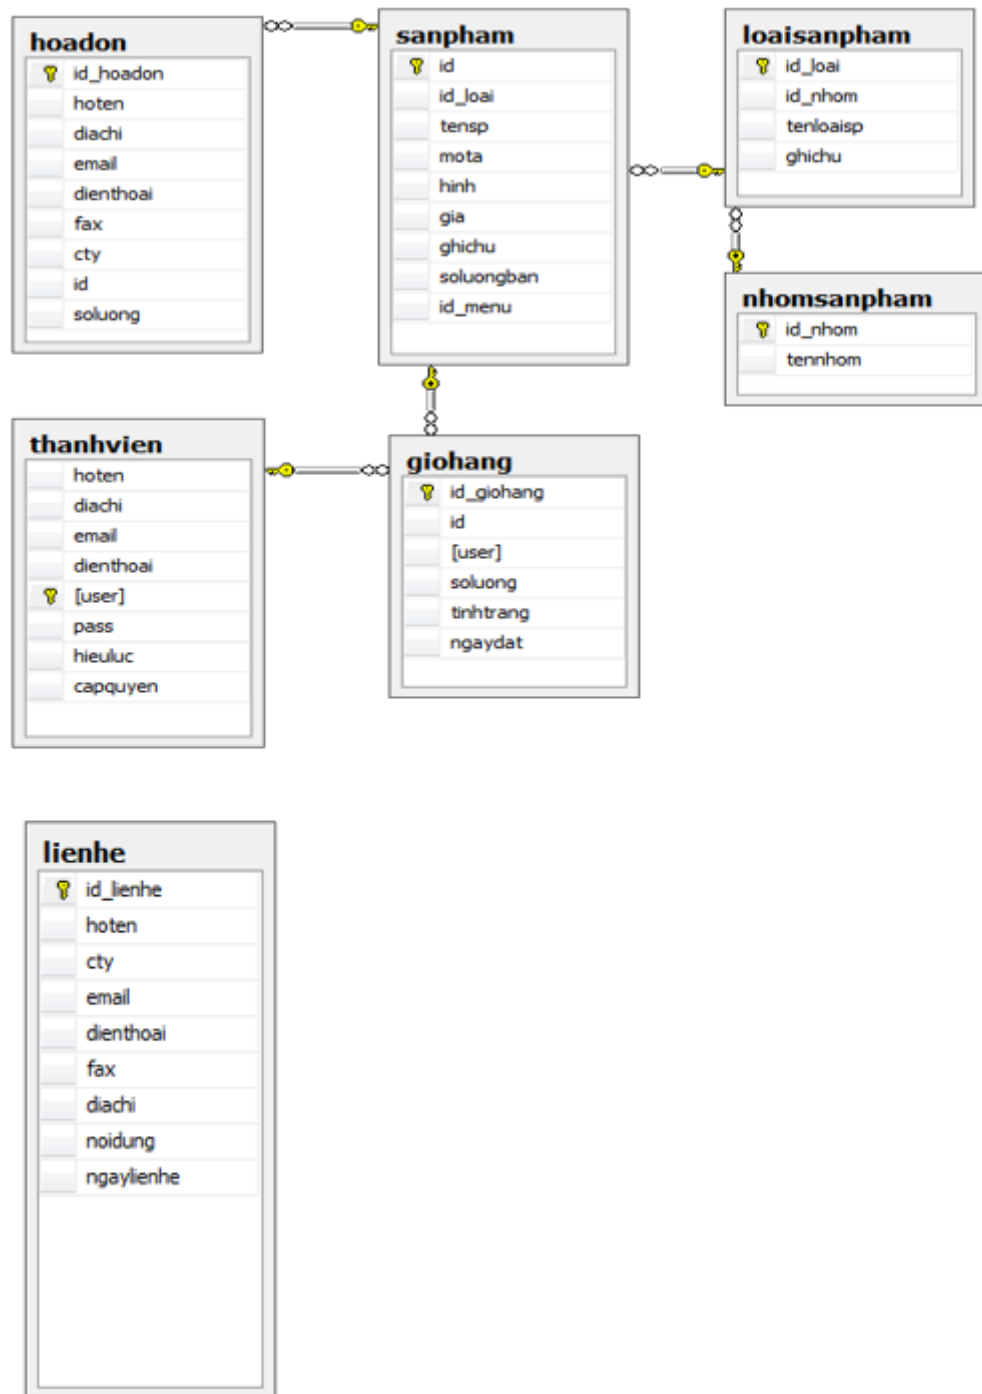 hoadon
id_hoadon
hoten
diachi
email
dienthoai
fax
cty
id
soluong
sanpham
id
id_loai
tensp
mota
hinh
gia
ghichu
soluongban
id_menu
loaisanpham
id_loai
id_nhom
tenloaisp
ghichu
nhomsanpham
id_nhom
tennhom
thanhvien
hoten
diachi
email
dienthoai
[user]
pass
hieuluc
capquyen
giohang
id_giohang
id
[user]
soluong
tinhtrang
ngaydat
lienhe
id_lienhe
hoten
cty
email
dienthoai
fax
diachi
noidung
ngaylienhe